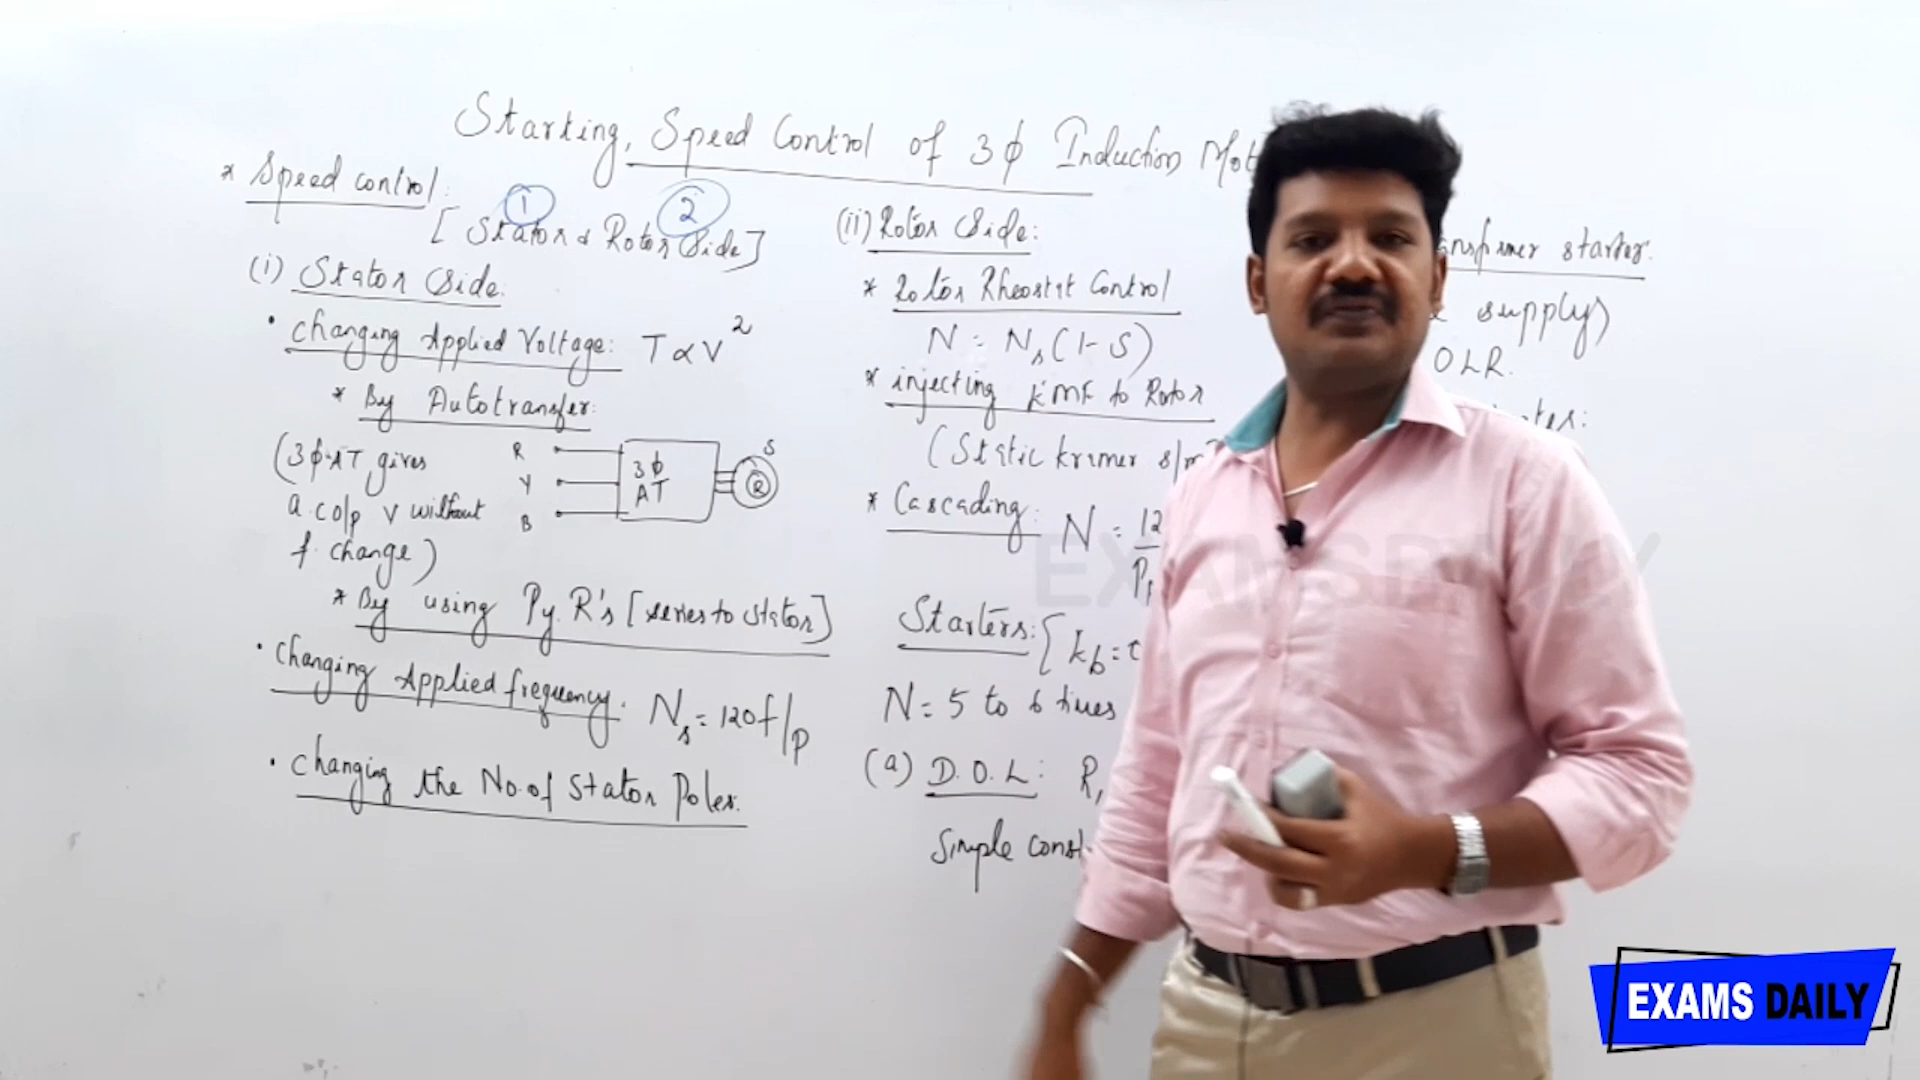 Starting, Speed Control of 3φ Induction Mot
* Speed control:
① ②
[Stator & Rotor Side]
(i) Stator Side:
• Changing Applied Voltage: T ∝ V²
* By Autotransfer:
(3φ-AT gives
a.c o/p V without
f. change)
R
Y
B
3φ
AT
S
R
* By using Py. R's [series to stator]
• Changing Applied frequency. Ns = 120f/p
• Changing the No. of Stator Poles.
(ii) Rotor Side:
* Rotor Rheostat Control
N = Ns(1-S)
* injecting EMF to Rotor
(Static kramer s/m
* Cascading: N = 12
P
Starters: {
N = 5 to 6 times
(a) D.O.L: R,
Simple const
nsformer starter:
supply)
OLR.
tes:
EXAMSDAILY
EXAMS DAILY